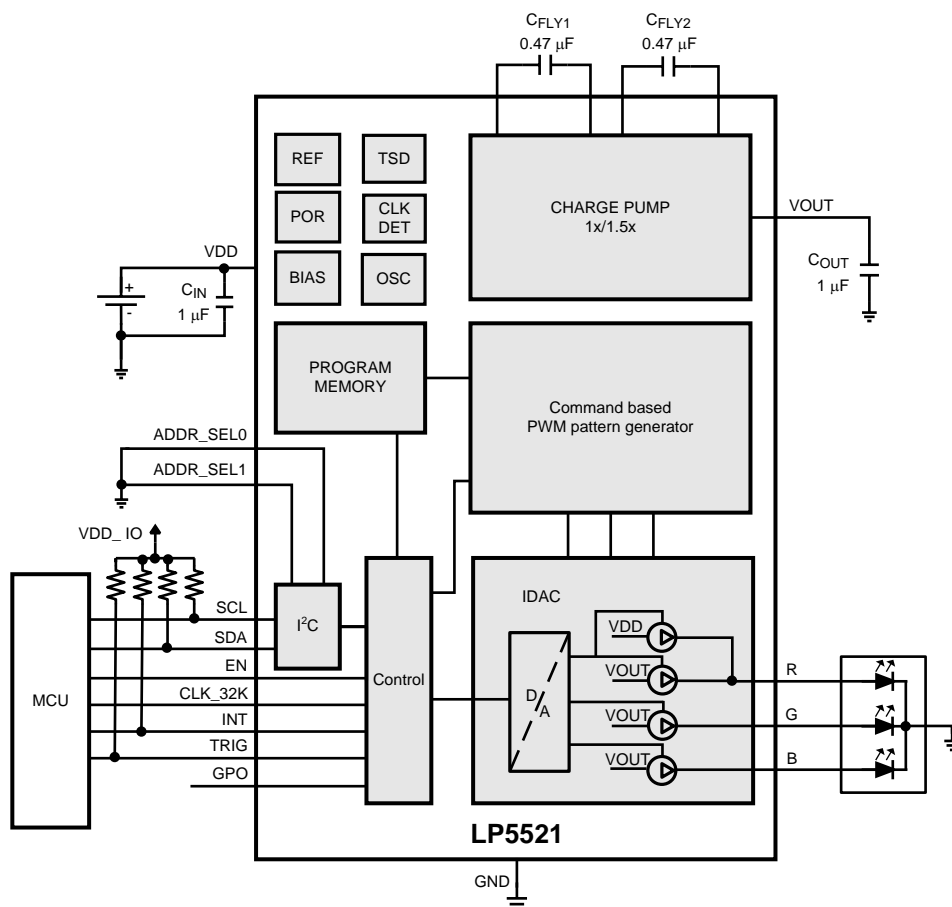 CFLY1
0.47 μF
CFLY2
0.47 μF
REF
TSD
POR
CLK
DET
BIAS
OSC
CHARGE PUMP
1x/1.5x
VOUT
COUT
1 μF
VDD
+
-
CIN
1 μF
PROGRAM
MEMORY
Command based
PWM pattern generator
ADDR_SEL0
ADDR_SEL1
VDD_ IO
MCU
SCL
SDA
EN
CLK_32K
INT
TRIG
GPO
I²C
Control
IDAC
D
A
VDD
VOUT
VOUT
VOUT
R
G
B
LP5521
GND